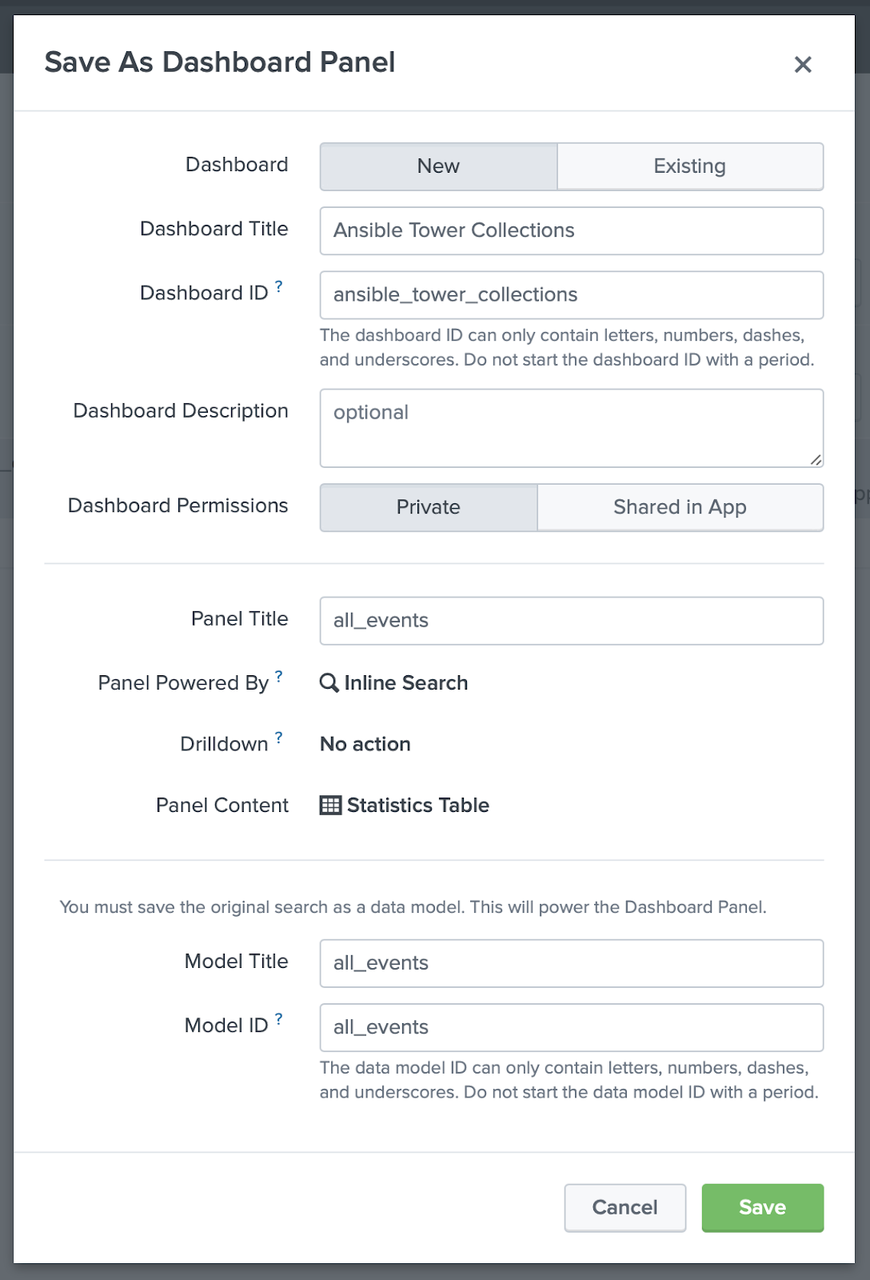 Save As Dashboard Panel
Dashboard New Existing
Dashboard Title Ansible Tower Collections
Dashboard ID ? ansible_tower_collections
The dashboard ID can only contain letters, numbers, dashes,
and underscores. Do not start the dashboard ID with a period.
Dashboard Description optional
Dashboard Permissions Private Shared in App
Panel Title all_events
Panel Powered By ? Inline Search
Drilldown ? No action
Panel Content Statistics Table
You must save the original search as a data model. This will power the Dashboard Panel.
Model Title all_events
Model ID ? all_events
The data model ID can only contain letters, numbers, dashes,
and underscores. Do not start the data model ID with a period.
Cancel Save